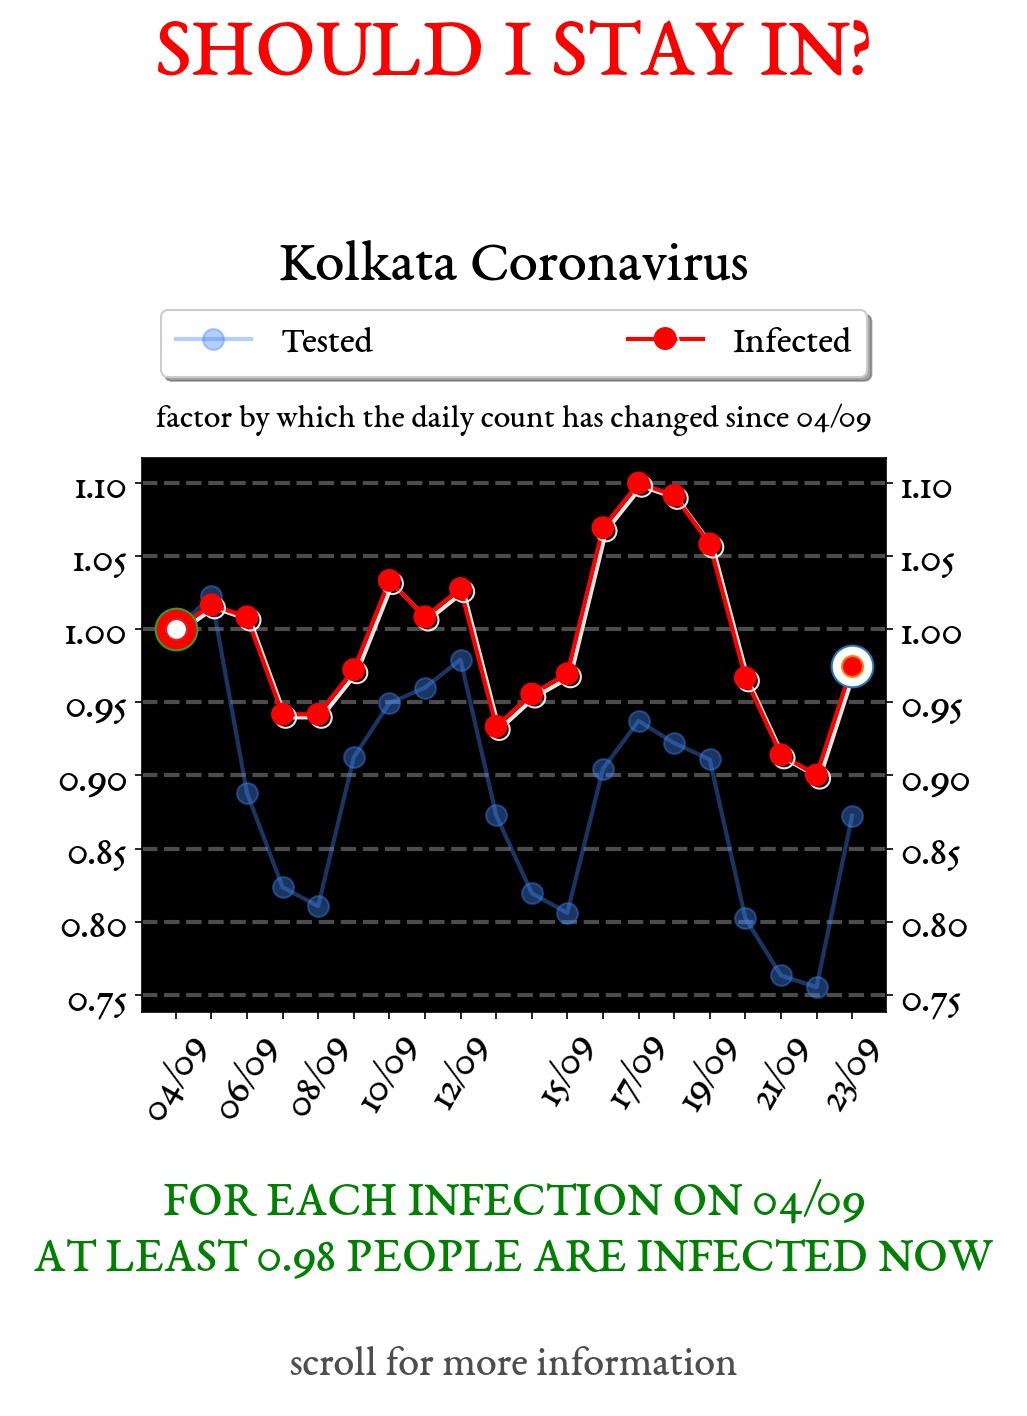 SHOULD I STAY IN?
Kolkata Coronavirus
Tested Infected
factor by which the daily count has changed since 04/09
1.10 1.10
1.05 1.05
1.00 1.00
0.95 0.95
0.90 0.90
0.85 0.85
0.80 0.80
0.75 0.75
04/09 06/09 08/09 10/09 12/09 15/09 17/09 19/09 21/09 23/09
FOR EACH INFECTION ON 04/09
AT LEAST 0.98 PEOPLE ARE INFECTED NOW
scroll for more information